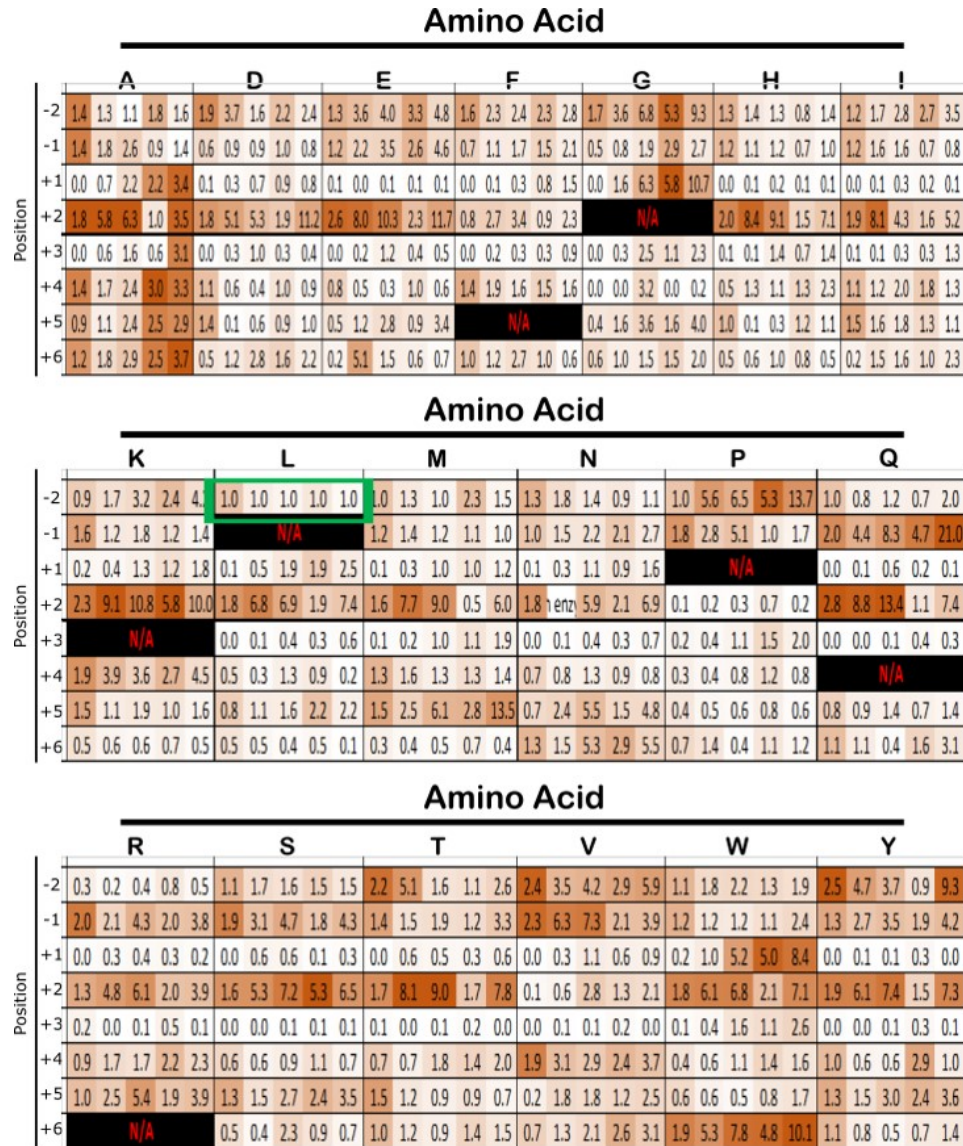 Amino Acid
A D E F G H I
Position
-2 1.4 1.3 1.1 1.8 1.6 1.9 3.7 1.6 2.2 2.4 1.3 3.6 4.0 3.3 4.8 1.6 2.3 2.4 2.3 2.8 1.7 3.6 6.8 5.3 9.3 1.3 1.4 1.3 0.8 1.4 1.2 1.7 2.8 2.7 3.5
-1 1.4 1.8 2.6 0.9 1.4 0.6 0.9 0.9 1.0 0.8 1.2 2.2 3.5 2.6 4.6 0.7 1.1 1.7 1.5 2.1 0.5 0.8 1.9 2.9 2.7 1.2 1.1 1.2 0.7 1.0 1.2 1.6 1.6 0.7 0.8
+1 0.0 0.7 2.2 2.2 3.4 0.1 0.3 0.7 0.9 0.8 0.1 0.0 0.1 0.1 0.1 0.0 0.1 0.3 0.8 1.5 0.0 1.6 6.3 5.8 10.7 0.0 0.1 0.2 0.1 0.1 0.0 0.1 0.3 0.2 0.1
+2 1.8 5.8 6.3 1.0 3.5 1.8 5.1 5.3 1.9 11.2 2.6 8.0 10.3 2.3 11.7 0.8 2.7 3.4 0.9 2.3 N/A 2.0 8.4 9.1 1.5 7.1 1.9 8.1 4.3 1.6 5.2
+3 0.0 0.6 1.6 0.6 3.1 0.0 0.3 1.0 0.3 0.4 0.0 0.2 1.2 0.4 0.5 0.0 0.2 0.3 0.3 0.9 0.0 0.3 2.5 1.1 2.3 0.1 0.1 1.4 0.7 1.4 0.1 0.1 0.3 0.3 1.3
+4 1.4 1.7 2.4 3.0 3.3 1.1 0.6 0.4 1.0 0.9 0.8 0.5 0.3 1.0 0.6 1.4 1.9 1.6 1.5 1.6 0.0 0.0 3.2 0.0 0.2 0.5 1.3 1.1 1.3 2.3 1.1 1.2 2.0 1.8 1.3
+5 0.9 1.1 2.4 2.5 2.9 1.4 0.1 0.6 0.9 1.0 0.5 1.2 2.8 0.9 3.4 N/A 0.4 1.6 3.6 1.6 4.0 1.0 0.1 0.3 1.2 1.1 1.5 1.6 1.8 1.3 1.1
+6 1.2 1.8 2.9 2.5 3.7 0.5 1.2 2.8 1.6 2.2 0.2 5.1 1.5 0.6 0.7 1.0 1.2 2.7 1.0 0.6 0.6 1.0 1.5 1.5 2.0 0.5 0.6 1.0 0.8 0.5 0.2 1.5 1.6 1.0 2.3
Amino Acid
K L M N P Q
Position
-2 0.9 1.7 3.2 2.4 1.0 1.0 1.0 1.0 1.0 1.0 1.3 1.0 2.3 1.5 1.3 1.8 1.4 0.9 1.1 1.0 5.6 6.5 5.3 13.7 1.0 0.8 1.2 0.7 2.0
-1 1.6 1.2 1.8 1.2 1.4 N/A 1.2 1.4 1.2 1.1 1.0 1.0 1.5 2.2 2.1 2.7 1.8 2.8 5.1 1.0 1.7 2.0 4.4 8.3 4.7 21.0
+1 0.2 0.4 1.3 1.2 1.8 0.1 0.5 1.9 1.9 2.5 0.1 0.3 1.0 1.0 1.2 0.1 0.3 1.1 0.9 1.6 N/A 0.0 0.1 0.6 0.2 0.1
+2 2.3 9.1 10.8 5.8 10.0 1.8 6.8 6.9 1.9 7.4 1.6 7.7 9.0 0.5 6.0 1.8 enzy 5.9 2.1 6.9 0.1 0.2 0.3 0.7 0.2 2.8 8.8 13.4 1.1 7.4
+3 N/A 0.0 0.1 0.4 0.3 0.6 0.1 0.2 1.0 1.1 1.9 0.0 0.1 0.4 0.3 0.7 0.2 0.4 1.1 1.5 2.0 0.0 0.0 0.1 0.4 0.3
+4 1.9 3.9 3.6 2.7 4.5 0.5 0.3 1.3 0.9 0.2 1.3 1.6 1.3 1.3 1.4 0.7 0.8 1.3 0.9 0.8 0.3 0.4 0.8 1.2 0.8 N/A
+5 1.5 1.1 1.9 1.0 1.6 0.8 1.1 1.6 2.2 2.2 1.5 2.5 6.1 2.8 13.5 0.7 2.4 5.5 1.5 4.8 0.4 0.5 0.6 0.8 0.6 0.8 0.9 1.4 0.7 1.4
+6 0.5 0.6 0.6 0.7 0.5 0.5 0.5 0.4 0.5 0.1 0.3 0.4 0.5 0.7 0.4 1.3 1.5 5.3 2.9 5.5 0.7 1.4 0.4 1.1 1.2 1.1 1.1 0.4 1.6 3.1
Amino Acid
R S T V W Y
Position
-2 0.3 0.2 0.4 0.8 0.5 1.1 1.7 1.6 1.5 1.5 2.2 5.1 1.6 1.1 2.6 2.4 3.5 4.2 2.9 5.9 1.1 1.8 2.2 1.3 1.9 2.5 4.7 3.7 0.9 9.3
-1 2.0 2.1 4.3 2.0 3.8 1.9 3.1 4.7 1.8 4.3 1.4 1.5 1.9 1.2 3.3 2.3 6.3 7.3 2.1 3.9 1.2 1.2 1.2 1.1 2.4 1.3 2.7 3.5 1.9 4.2
+1 0.0 0.3 0.4 0.3 0.2 0.0 0.6 0.6 0.1 0.3 0.0 0.6 0.5 0.3 0.6 0.0 0.3 1.1 0.6 0.9 0.2 1.0 5.2 5.0 8.4 0.0 0.1 0.1 0.3 0.0
+2 1.3 4.8 6.1 2.0 3.9 1.6 5.3 7.2 5.3 6.5 1.7 8.1 9.0 1.7 7.8 0.1 0.6 2.8 1.3 2.1 1.8 6.1 6.8 2.1 7.1 1.9 6.1 7.4 1.5 7.3
+3 0.2 0.0 0.1 0.5 0.1 0.0 0.0 0.1 0.1 0.1 0.1 0.0 0.1 0.2 0.0 0.0 0.1 0.1 0.2 0.0 0.1 0.4 1.6 1.1 2.6 0.0 0.0 0.1 0.3 0.1
+4 0.9 1.7 1.7 2.2 2.3 0.6 0.6 0.9 1.1 0.7 0.7 0.7 1.8 1.4 2.0 1.9 3.1 2.9 2.4 3.7 0.4 0.6 1.1 1.4 1.6 1.0 0.6 0.6 2.9 1.0
+5 1.0 2.5 5.4 1.9 3.9 1.3 1.5 2.7 2.4 3.5 1.5 1.2 0.9 0.9 0.7 0.2 1.8 1.8 1.2 2.5 0.6 0.6 0.5 0.8 1.7 1.3 1.5 3.0 2.4 3.6
+6 N/A 0.5 0.4 2.3 0.9 0.7 1.0 1.2 0.9 1.4 1.5 0.7 1.3 2.1 2.6 3.1 1.9 5.3 7.8 4.8 10.1 1.1 0.8 0.5 0.7 1.4